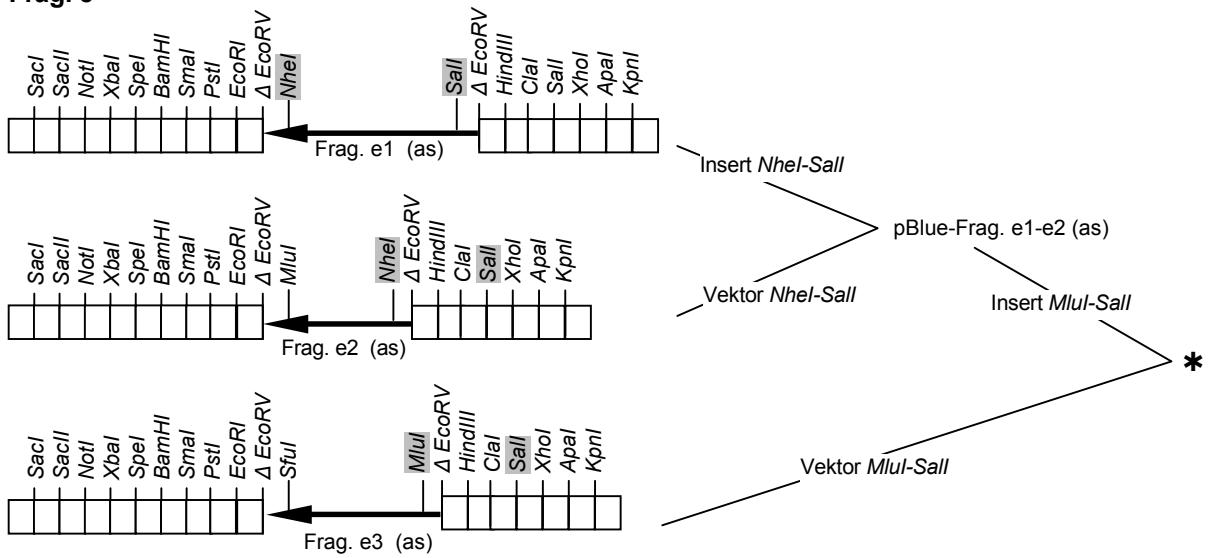 SacI SacII NotI XbaI SpeI BamHI SmaI PstI EcoRI Δ EcoRV NheI SalI Δ EcoRV HindIII ClaI SalI XhoI ApaI KpnI
Frag. e1 (as)
Insert NheI-SalI
SacI SacII NotI XbaI SpeI BamHI SmaI PstI EcoRI Δ EcoRV MluI NheI Δ EcoRV HindIII ClaI SalI XhoI ApaI KpnI
pBlue-Frag. e1-e2 (as)
Vektor NheI-SalI
Insert MluI-SalI
Frag. e2 (as)
*
SacI SacII NotI XbaI SpeI BamHI SmaI PstI EcoRI Δ EcoRV SfuI MluI Δ EcoRV HindIII ClaI SalI XhoI ApaI KpnI
Vektor MluI-SalI
Frag. e3 (as)